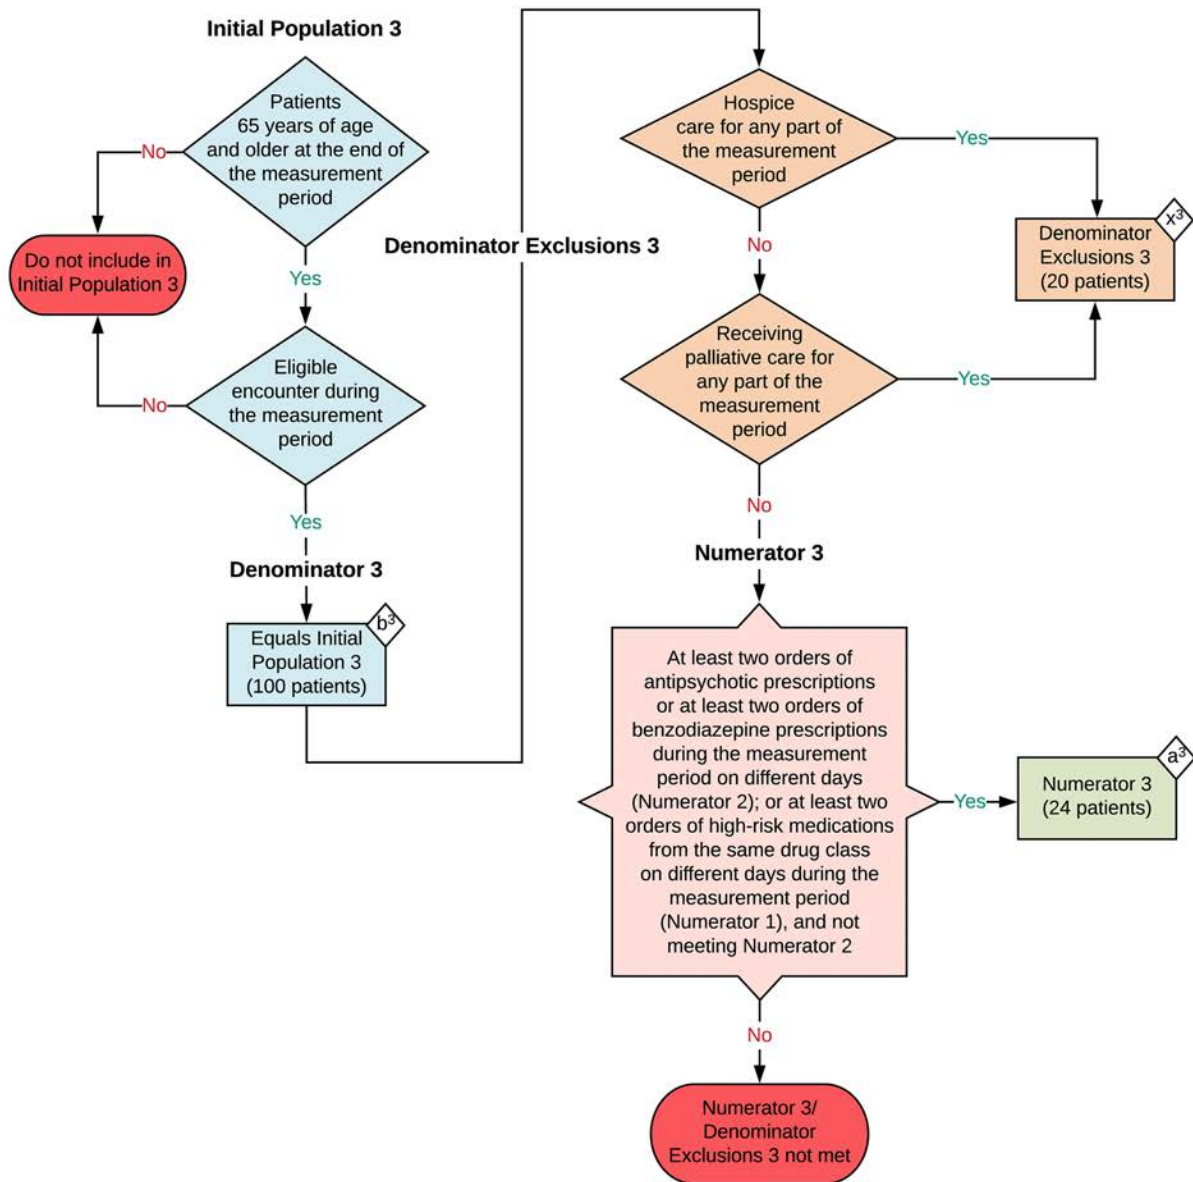 Initial Population 3
Patients
65 years of age
and older at the end of
the measurement
period
No
Do not include in
Initial Population 3
Yes
Eligible
encounter during
the measurement
period
No
Yes
Denominator 3
b³
Equals Initial
Population 3
(100 patients)
Denominator Exclusions 3
Hospice
care for any part of
the measurement
period
Yes
x³
Denominator
Exclusions 3
(20 patients)
No
Receiving
palliative care for
any part of the
measurement
period
Yes
No
Numerator 3
At least two orders of
antipsychotic prescriptions
or at least two orders of
benzodiazepine prescriptions
during the measurement
period on different days
(Numerator 2); or at least two
orders of high-risk medications
from the same drug class
on different days during the
measurement period
(Numerator 1), and not
meeting Numerator 2
Yes
a³
Numerator 3
(24 patients)
No
Numerator 3/
Denominator
Exclusions 3 not met